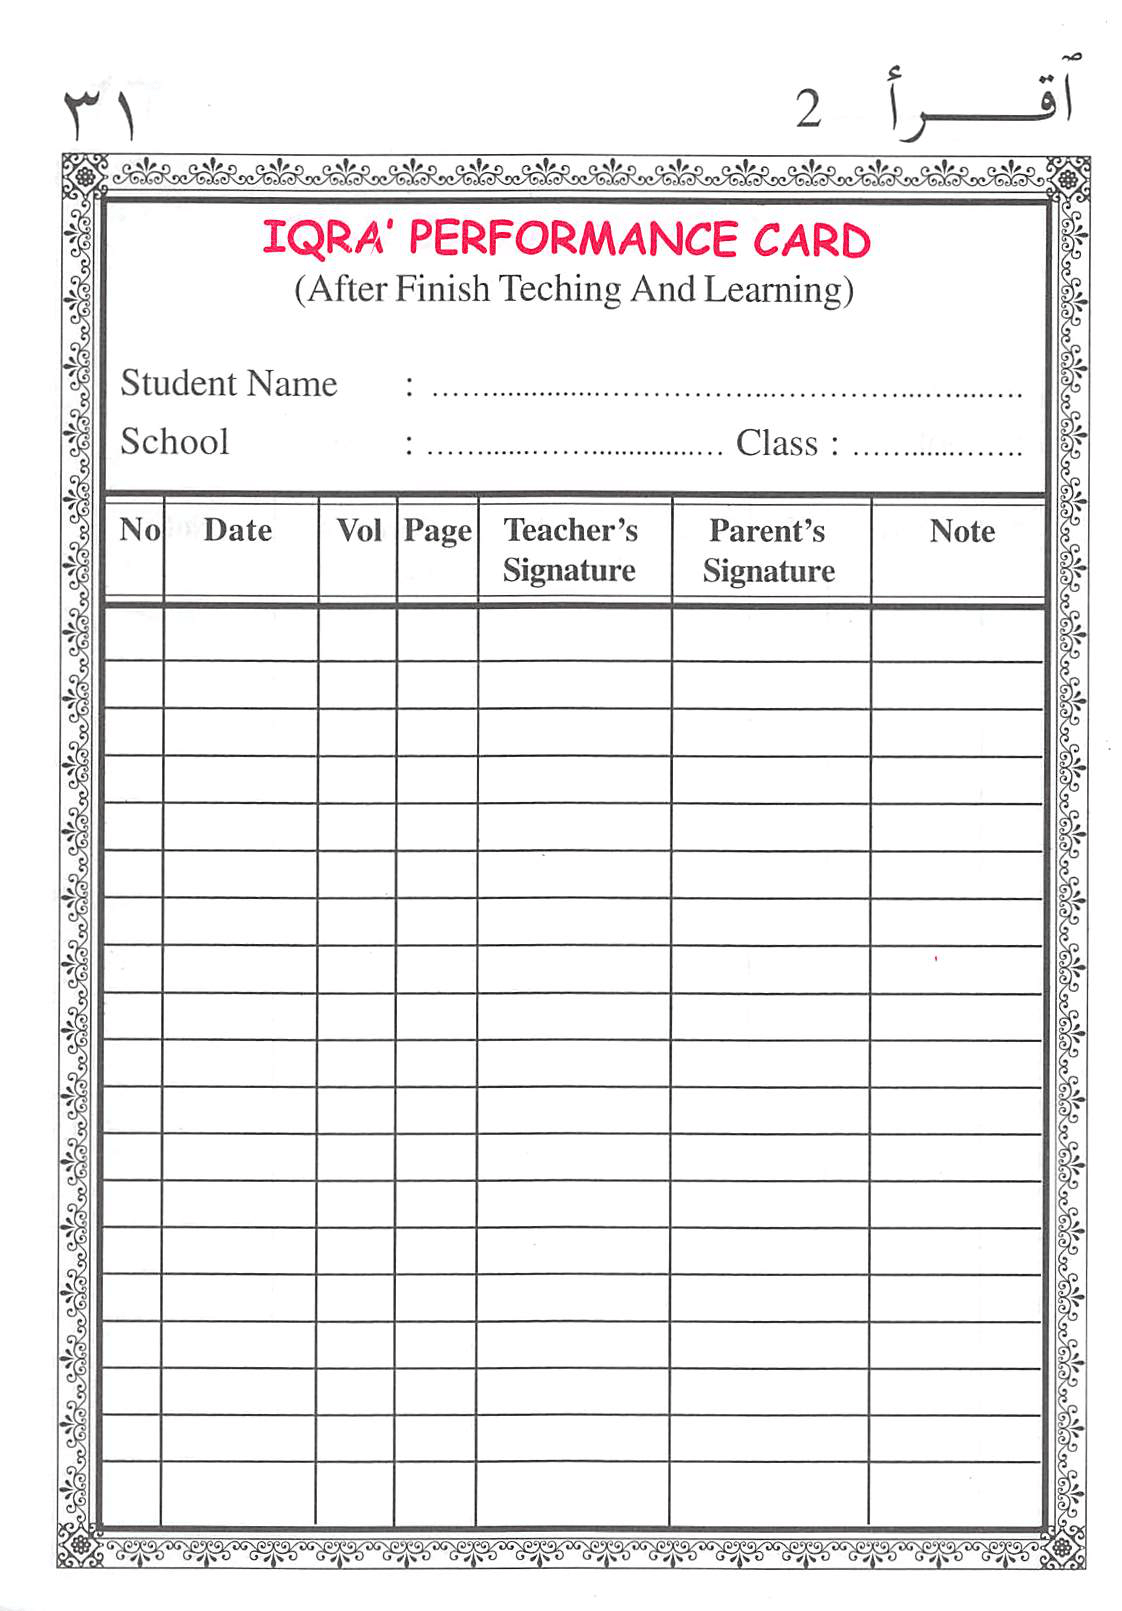 ٣١ 2 ٱقـــرأ
IQRA' PERFORMANCE CARD
(After Finish Teching And Learning)
Student Name : ........................................................
School : ............................ Class : ................
No Date Vol Page Teacher's Signature Parent's Signature Note